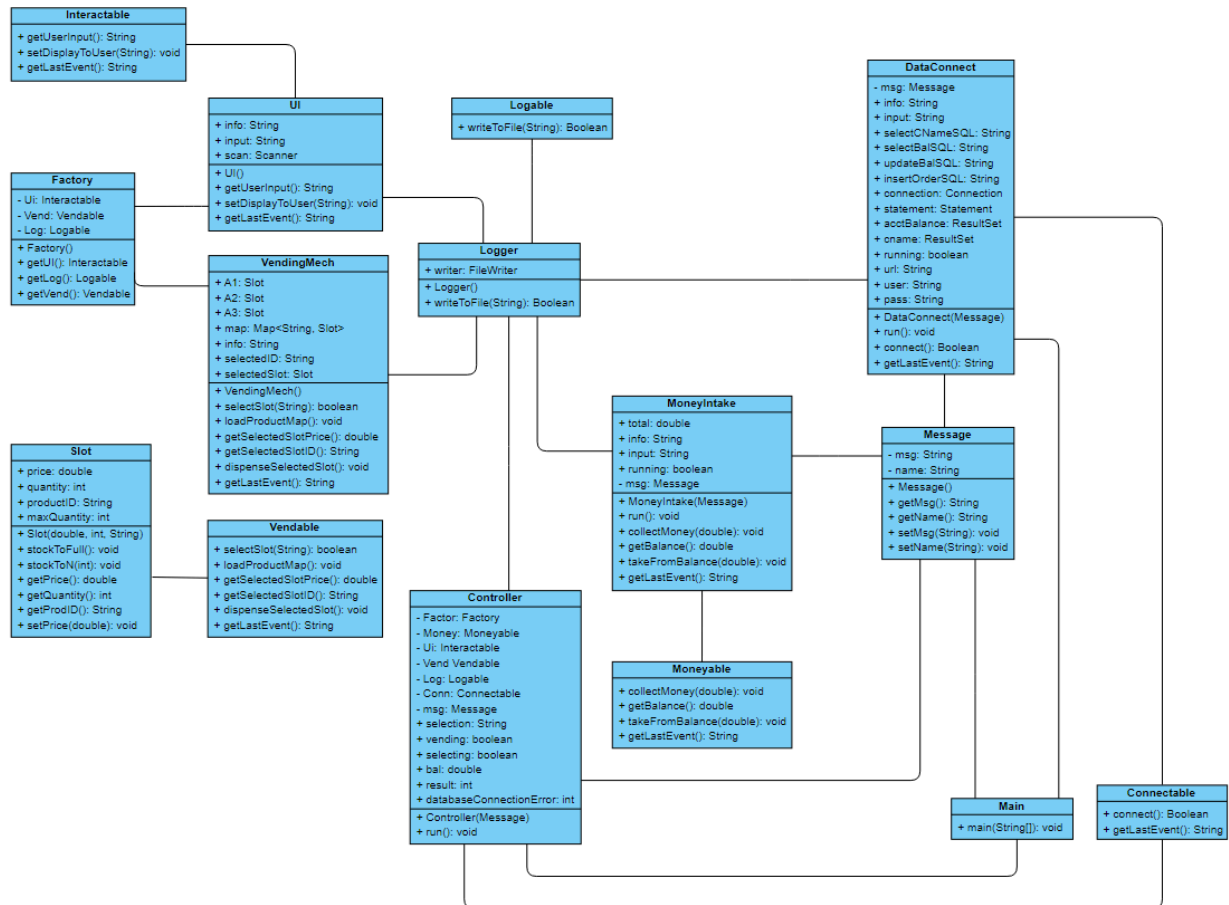 Interactable
+ getUserInput(): String
+ setDisplayToUser(String): void
+ getLastEvent(): String
UI
+ info: String
+ input: String
+ scan: Scanner
+ UI()
+ getUserInput(): String
+ setDisplayToUser(String): void
+ getLastEvent(): String
Logable
+ writeToFile(String): Boolean
DataConnect
- msg: Message
+ info: String
+ input: String
+ selectCNameSQL: String
+ selectBalSQL: String
+ updateBalSQL: String
+ insertOrderSQL: String
+ connection: Connection
+ statement: Statement
+ acctBalance: ResultSet
+ cname: ResultSet
+ running: boolean
+ url: String
+ user: String
+ pass: String
+ DataConnect(Message)
+ run(): void
+ connect(): Boolean
+ getLastEvent(): String
Factory
- Ui: Interactable
- Vend: Vendable
- Log: Logable
+ Factory()
+ getUI(): Interactable
+ getLog(): Logable
+ getVend(): Vendable
VendingMech
+ A1: Slot
+ A2: Slot
+ A3: Slot
+ map: Map<String, Slot>
+ info: String
+ selectedID: String
+ selectedSlot: Slot
+ VendingMech()
+ selectSlot(String): boolean
+ loadProductMap(): void
+ getSelectedSlotPrice(): double
+ getSelectedSlotID(): String
+ dispenseSelectedSlot(): void
+ getLastEvent(): String
Logger
+ writer: FileWriter
+ Logger()
+ writeToFile(String): Boolean
MoneyIntake
+ total: double
+ info: String
+ input: String
+ running: boolean
- msg: Message
+ MoneyIntake(Message)
+ run(): void
+ collectMoney(double): void
+ getBalance(): double
+ takeFromBalance(double): void
+ getLastEvent(): String
Message
- msg: String
- name: String
+ Message()
+ getMsg(): String
+ getName(): String
+ setMsg(String): void
+ setName(String): void
Slot
+ price: double
+ quantity: int
+ productID: String
+ maxQuantity: int
+ Slot(double, int, String)
+ stockToFull(): void
+ stockToN(int): void
+ getPrice(): double
+ getQuantity(): int
+ getProdID(): String
+ setPrice(double): void
Vendable
+ selectSlot(String): boolean
+ loadProductMap(): void
+ getSelectedSlotPrice(): double
+ getSelectedSlotID(): String
+ dispenseSelectedSlot(): void
+ getLastEvent(): String
Controller
- Factor: Factory
- Money: Moneyable
- Ui: Interactable
- Vend Vendable
- Log: Logable
- Conn: Connectable
- msg: Message
+ selection: String
+ vending: boolean
+ selecting: boolean
+ bal: double
+ result: int
+ databaseConnectionError: int
+ Controller(Message)
+ run(): void
Moneyable
+ collectMoney(double): void
+ getBalance(): double
+ takeFromBalance(double): void
+ getLastEvent(): String
Main
+ main(String[]): void
Connectable
+ connect(): Boolean
+ getLastEvent(): String